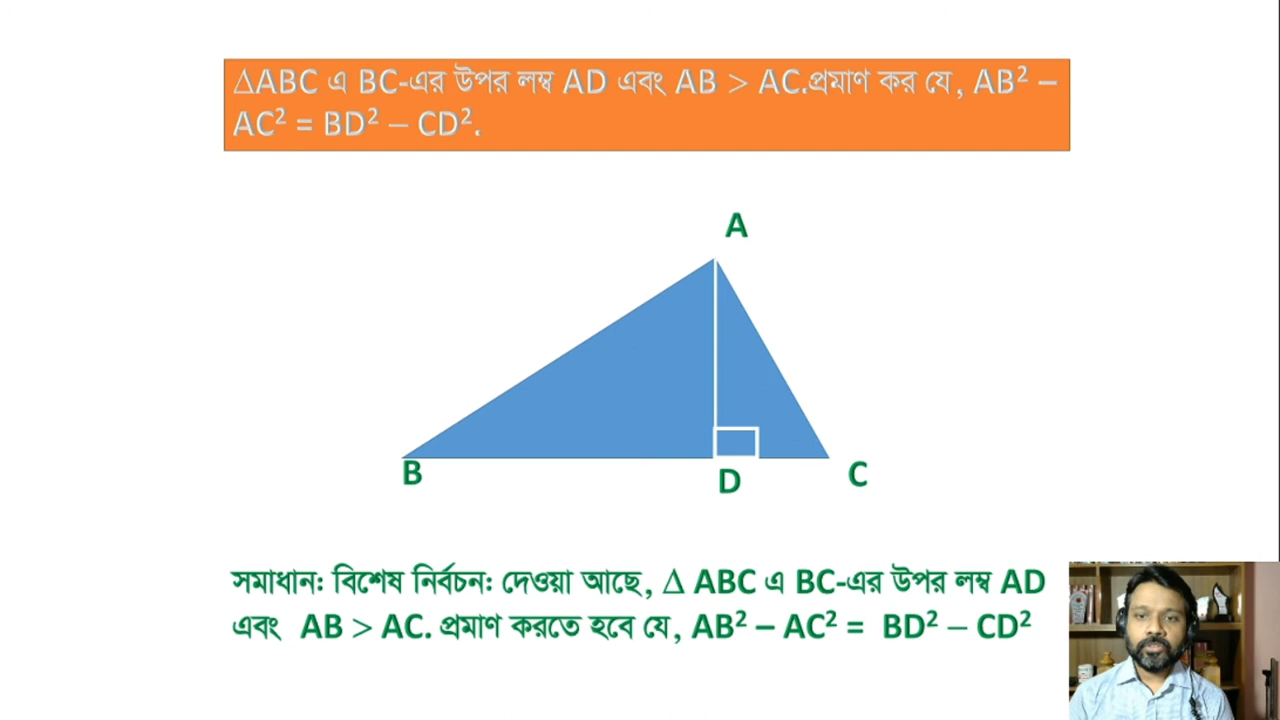 ∆ABC এ BC-এর উপর লম্ব AD এবং AB > AC.প্রমাণ কর যে, AB² –
AC² = BD² – CD².
A
B
D
C
সমাধান: বিশেষ নির্বচন: দেওয়া আছে, ∆ ABC এ BC-এর উপর লম্ব AD
এবং AB > AC. প্রমাণ করতে হবে যে, AB² – AC² = BD² – CD²